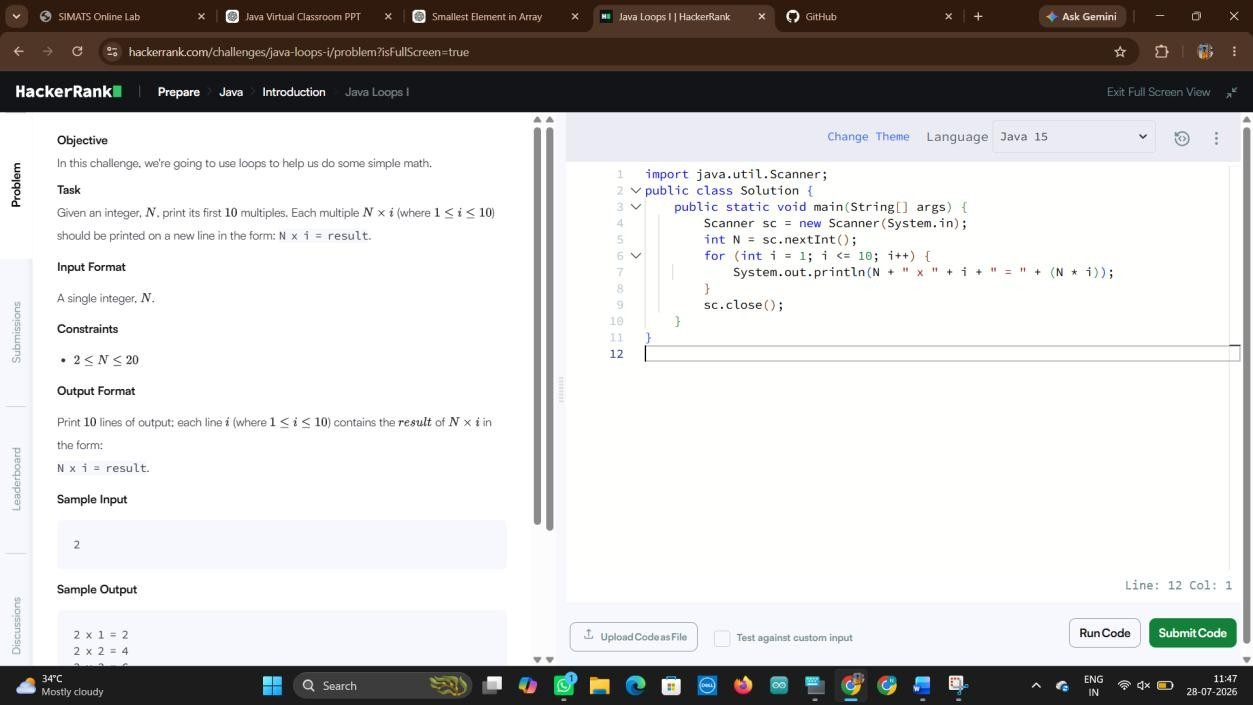 SIMATS Online Lab
Java Virtual Classroom PPT
Smallest Element in Array
Java Loops I | HackerRank
GitHub
Ask Gemini
hackerrank.com/challenges/java-loops-i/problem?isFullScreen=true
HackerRank
Prepare
Java
Introduction
Java Loops I
Exit Full Screen View
Problem
Submissions
Leaderboard
Discussions
Objective
In this challenge, we're going to use loops to help us do some simple math.
Task
Given an integer, N, print its first 10 multiples. Each multiple N × i (where 1 ≤ i ≤ 10)
should be printed on a new line in the form: N x i = result.
Input Format
A single integer, N.
Constraints
• 2 ≤ N ≤ 20
Output Format
Print 10 lines of output; each line i (where 1 ≤ i ≤ 10) contains the result of N × i in
the form:
N x i = result.
Sample Input
2
Sample Output
2 x 1 = 2
2 x 2 = 4
Change Theme Language Java 15
1 import java.util.Scanner;
2 public class Solution {
3     public static void main(String[] args) {
4         Scanner sc = new Scanner(System.in);
5         int N = sc.nextInt();
6         for (int i = 1; i <= 10; i++) {
7             System.out.println(N + " x " + i + " = " + (N * i));
8         }
9         sc.close();
10     }
11 }
12
Line: 12 Col: 1
Upload Code as File
Test against custom input
Run Code
Submit Code
34°C
Mostly cloudy
Search
1
DELL
ENG
IN
11:47
28-07-2026